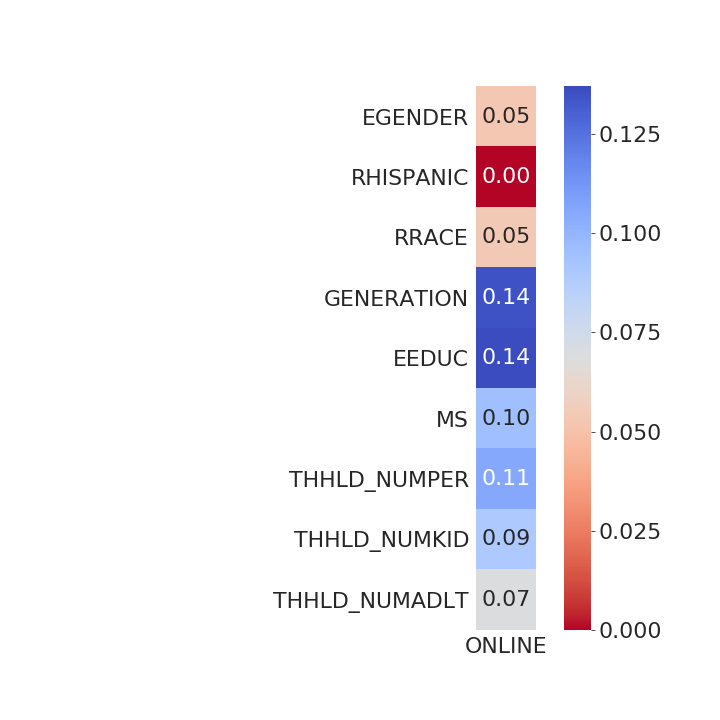 EGENDER 0.05
RHISPANIC 0.00
RRACE 0.05
GENERATION 0.14
EEDUC 0.14
MS 0.10
THHLD_NUMPER 0.11
THHLD_NUMKID 0.09
THHLD_NUMADLT 0.07
ONLINE
0.125
0.100
0.075
0.050
0.025
0.000